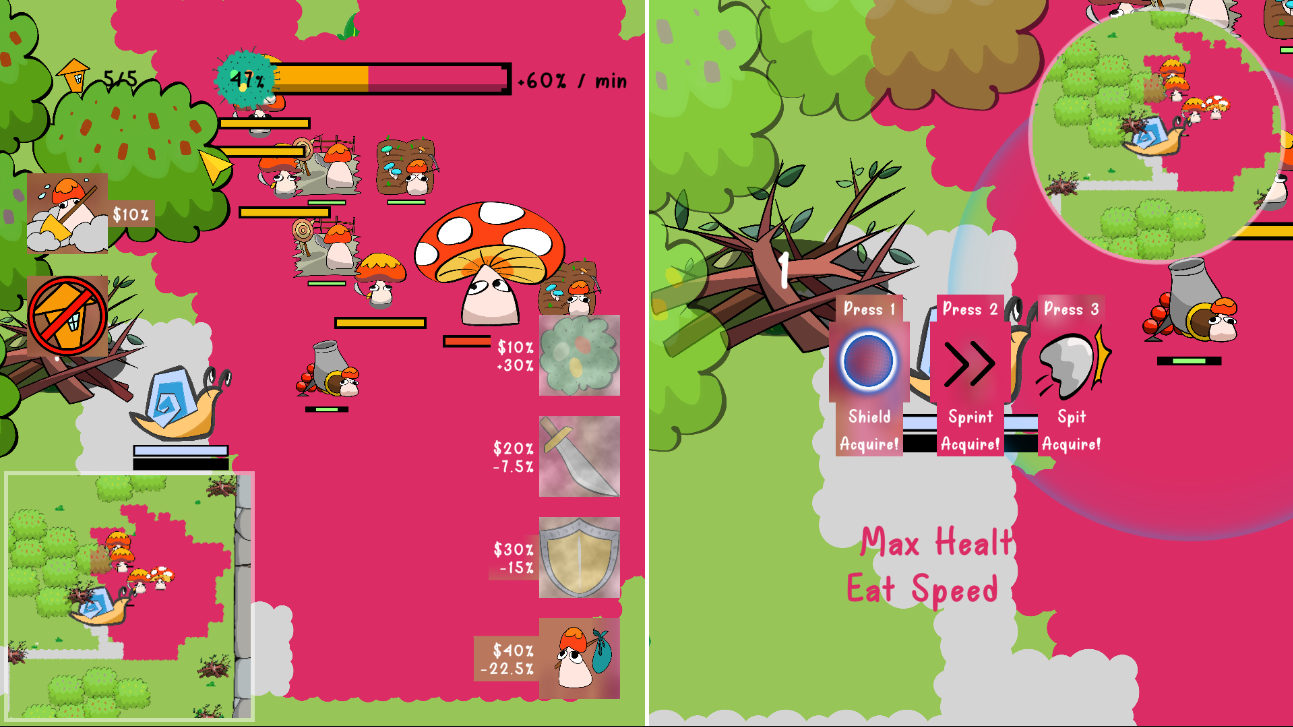 5/5
47%
+60% / min
$10%
$10%
+30%
$20%
-7.5%
$30%
-15%
$40%
-22.5%
1
Press 1
Press 2
Press 3
Shield
Sprint
Spit
Acquire!
Acquire!
Acquire!
Max Healt
Eat Speed